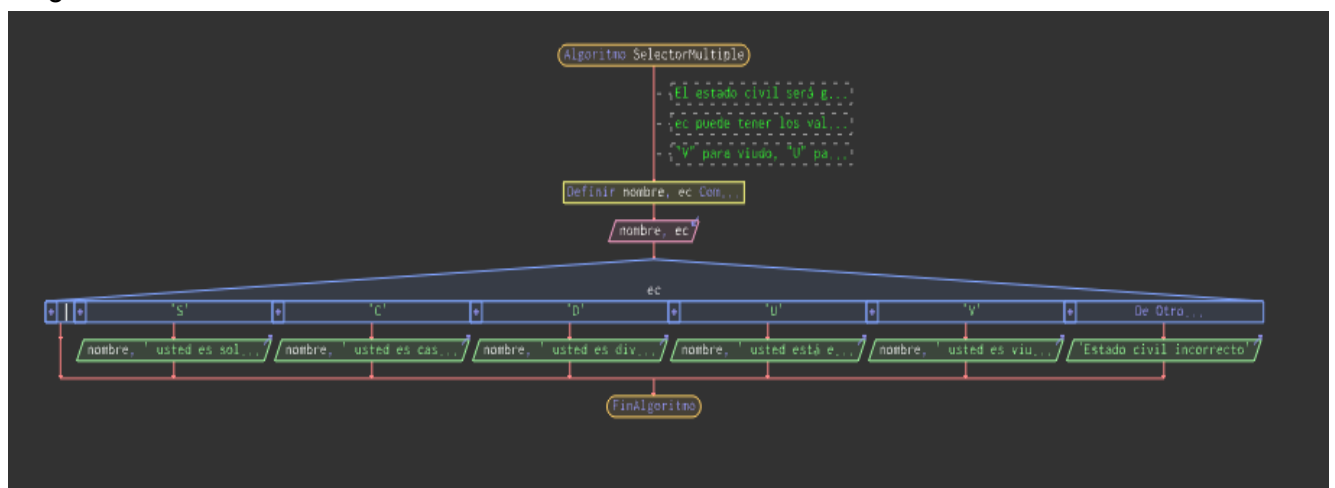 Algoritmo SelectorMultiple
El estado civil será g...
ec puede tener los val...
"V" para viudo, "U" pa...
Definir nombre, ec Com...
nombre, ec
ec
'S' 'C' 'D' 'U' 'V' De Otro...
nombre, ' usted es sol... nombre, ' usted es cas... nombre, ' usted es div... nombre, ' usted está e... nombre, ' usted es viu... 'Estado civil incorrecto'
FinAlgoritmo